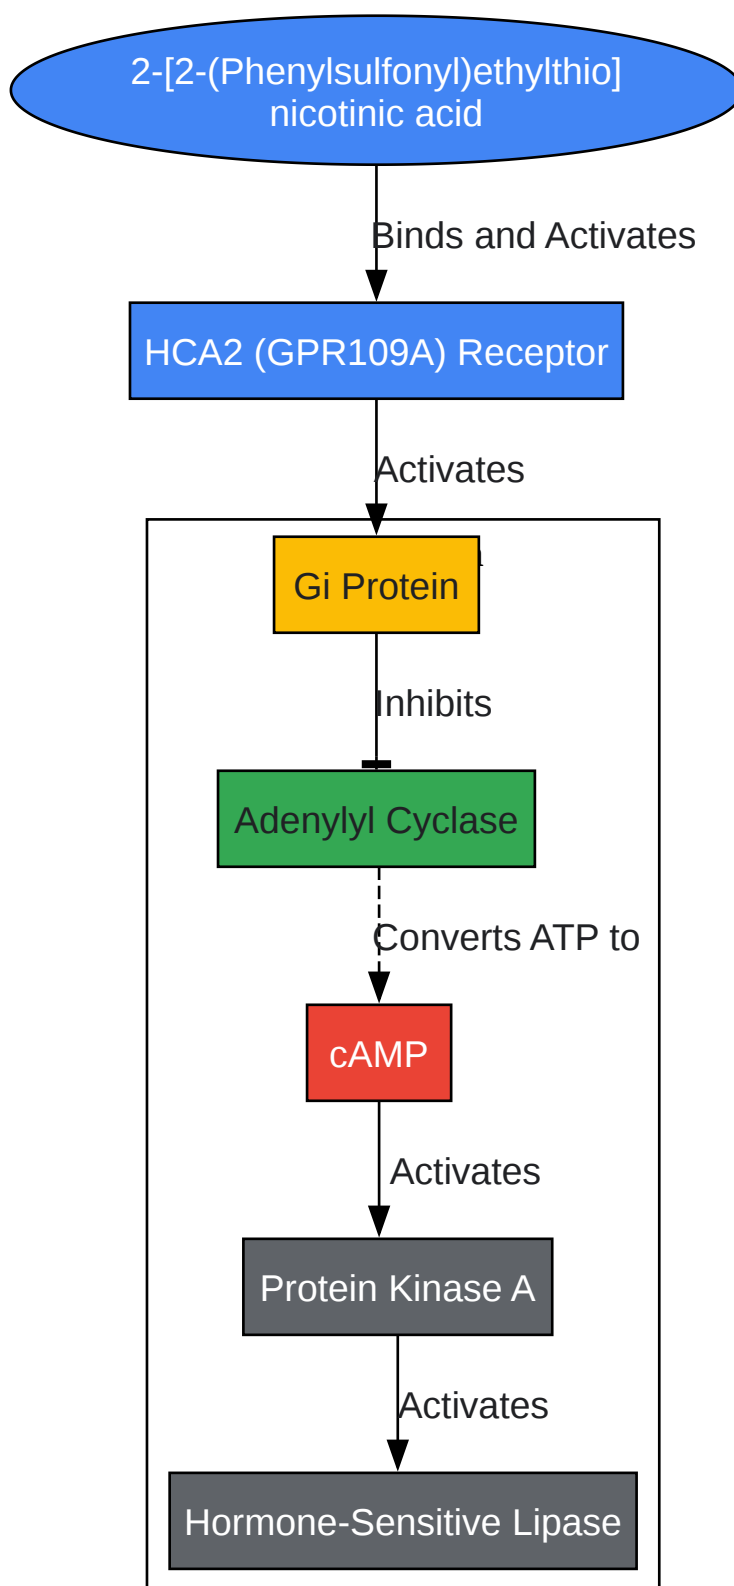 2-[2-(Phenylsulfonyl)ethylthio]
nicotinic acid
Binds and Activates
HCA2 (GPR109A) Receptor
Activates
Gi Protein
Inhibits
Adenylyl Cyclase
Converts ATP to
cAMP
Activates
Protein Kinase A
Activates
Hormone-Sensitive Lipase